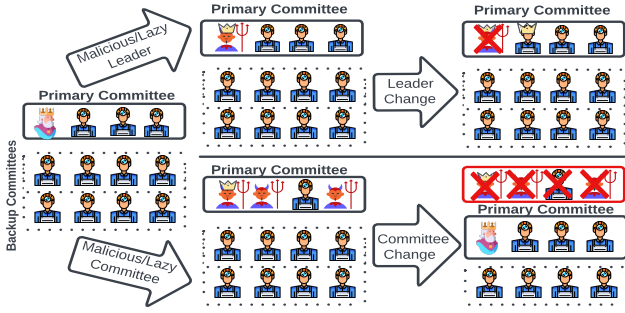 Primary Committee
Malicious/Lazy
Leader
Primary Committee
Leader
Change
Primary Committee
Backup Committees
Malicious/Lazy
Committee
Primary Committee
Committee
Change
Primary Committee